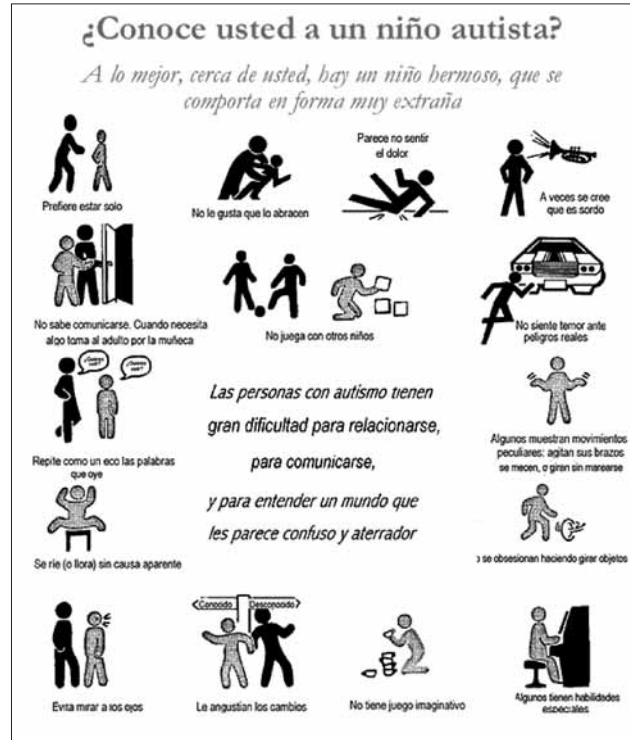 ¿Conoce usted a un niño autista?
A lo mejor, cerca de usted, hay un niño hermoso, que se
comporta en forma muy extraña
Prefiere estar solo
No le gusta que lo abracen
Parece no sentir
el dolor
A veces se cree
que es sordo
No sabe comunicarse. Cuando necesita
algo toma al adulto por la muñeca
No juega con otros niños
No siente temor ante
peligros reales
Repite como un eco las palabras
que oye
Las personas con autismo tienen
gran dificultad para relacionarse,
para comunicarse,
y para entender un mundo que
les parece confuso y aterrador
Algunos muestran movimientos
peculiares: agitan sus brazos
se mecen, o giran sin marearse
Se ríe (o llora) sin causa aparente
o se obsesionan haciendo girar objetos
Evita mirar a los ojos
Conocido Desconocido
Le angustian los cambios
No tiene juego imaginativo
Algunos tienen habilidades
especiales